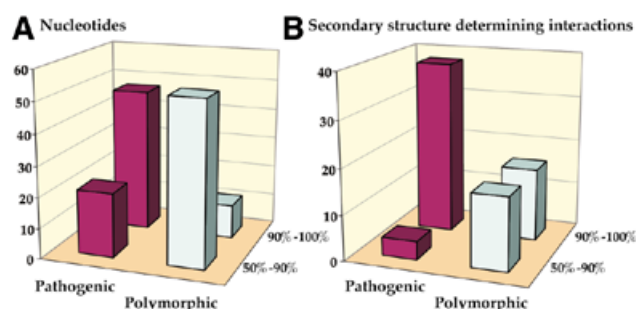 A Nucleotides
60
50
40
30
20
10
0
90%-100%
50%-90%
Pathogenic
Polymorphic
B Secondary structure determining interactions
40
30
20
10
0
90%-100%
50%-90%
Pathogenic
Polymorphic